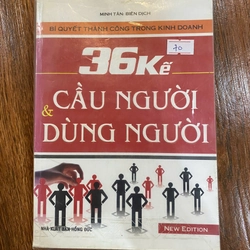 MINH TÂN BIÊN DỊCH
BÍ QUYẾT THÀNH CÔNG TRONG KINH DOANH
36 Kế
70
CẦU NGƯỜI
&
DÙNG NGƯỜI
NHÀ XUẤT BẢN HỒNG ĐỨC
NEW EDITION